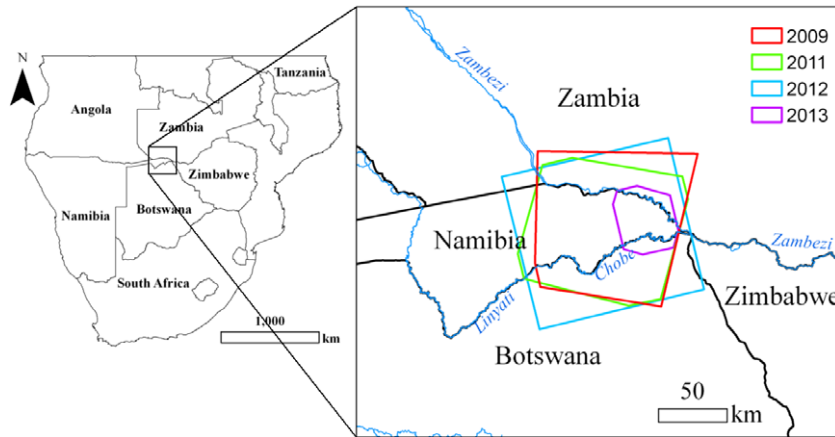 N
Angola
Tanzania
Zambia
Zimbabwe
Namibia
Botswana
South Africa
1,000
km
Zambezi
Zambia
2009
2011
2012
2013
Namibia
Chobe
Zambezi
Linyati
Zimbabwe
Botswana
50
km